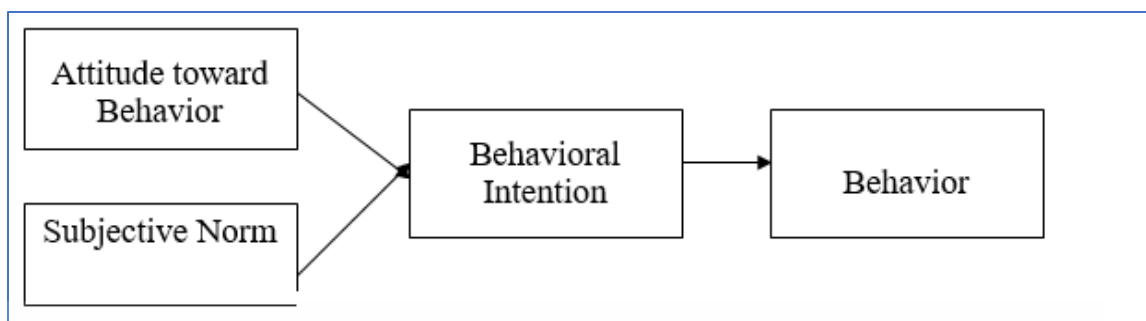 Attitude toward
Behavior
Subjective Norm
Behavioral
Intention
Behavior